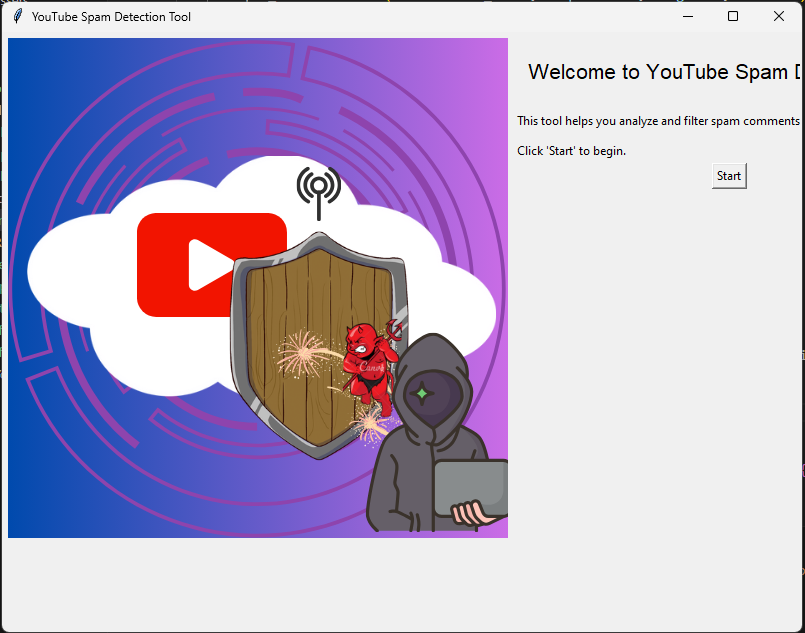 YouTube Spam Detection Tool
Welcome to YouTube Spam
This tool helps you analyze and filter spam comments
Click 'Start' to begin.
Start
Canva